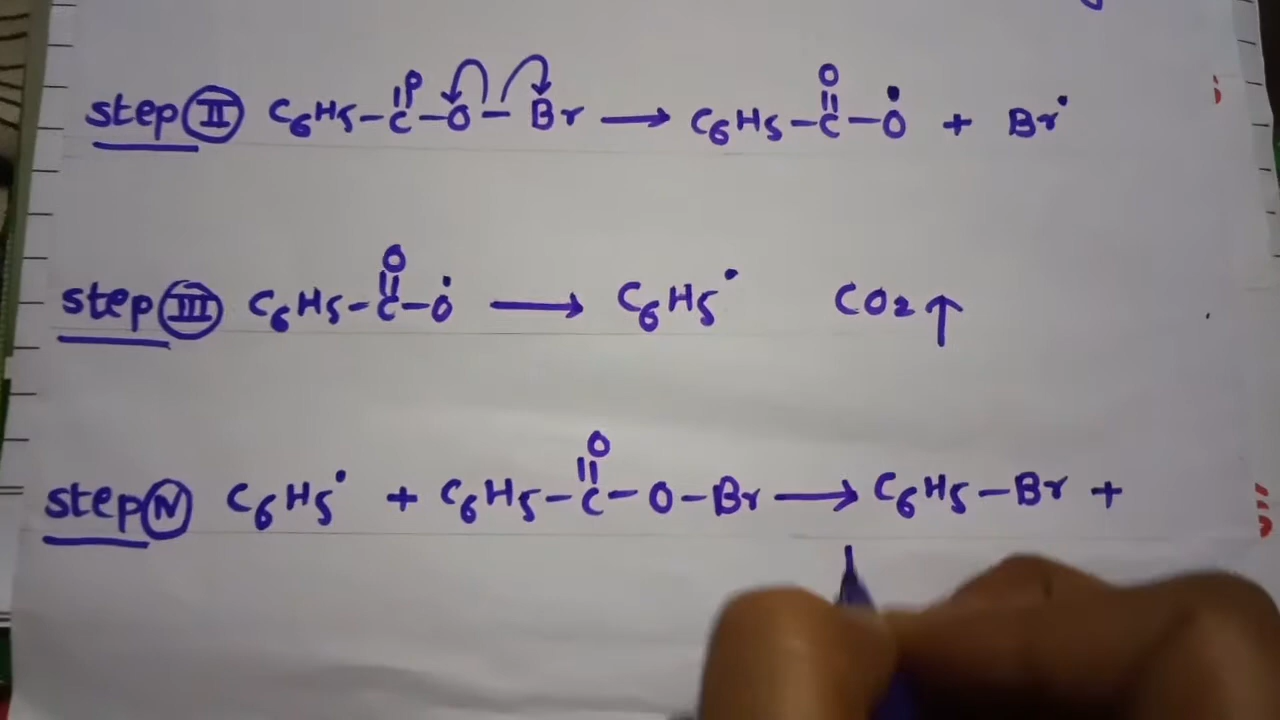 step II C6H5-C(=O)-O-Br → C6H5-C(=O)-O• + Br•
step III C6H5-C(=O)-O• → C6H5• CO2↑
step IV C6H5• + C6H5-C(=O)-O-Br → C6H5-Br +